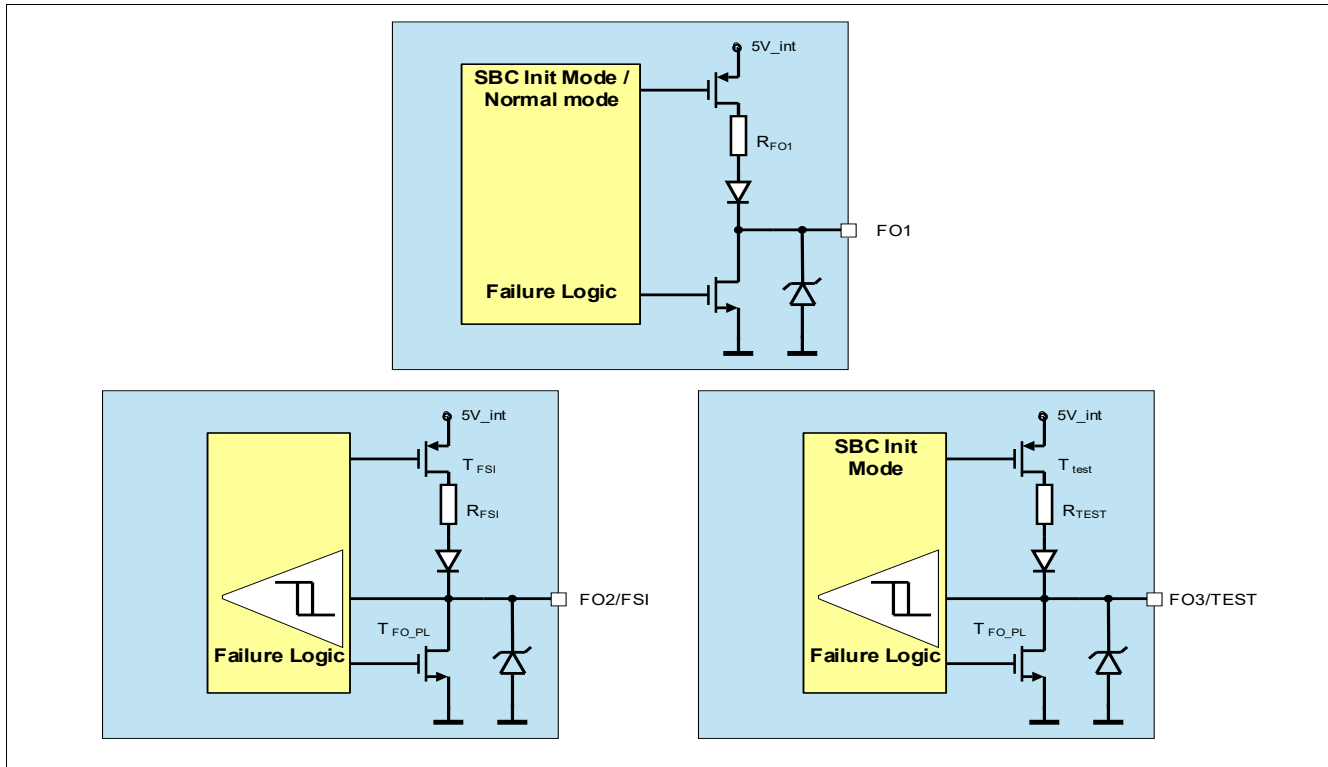 5V_int
SBC Init Mode /
Normal mode
RFO1
FO1
Failure Logic
5V_int
TFSI
RFSI
FO2/FSI
TFO_PL
Failure Logic
5V_int
SBC Init
Mode
Ttest
RTEST
FO3/TEST
TFO_PL
Failure Logic